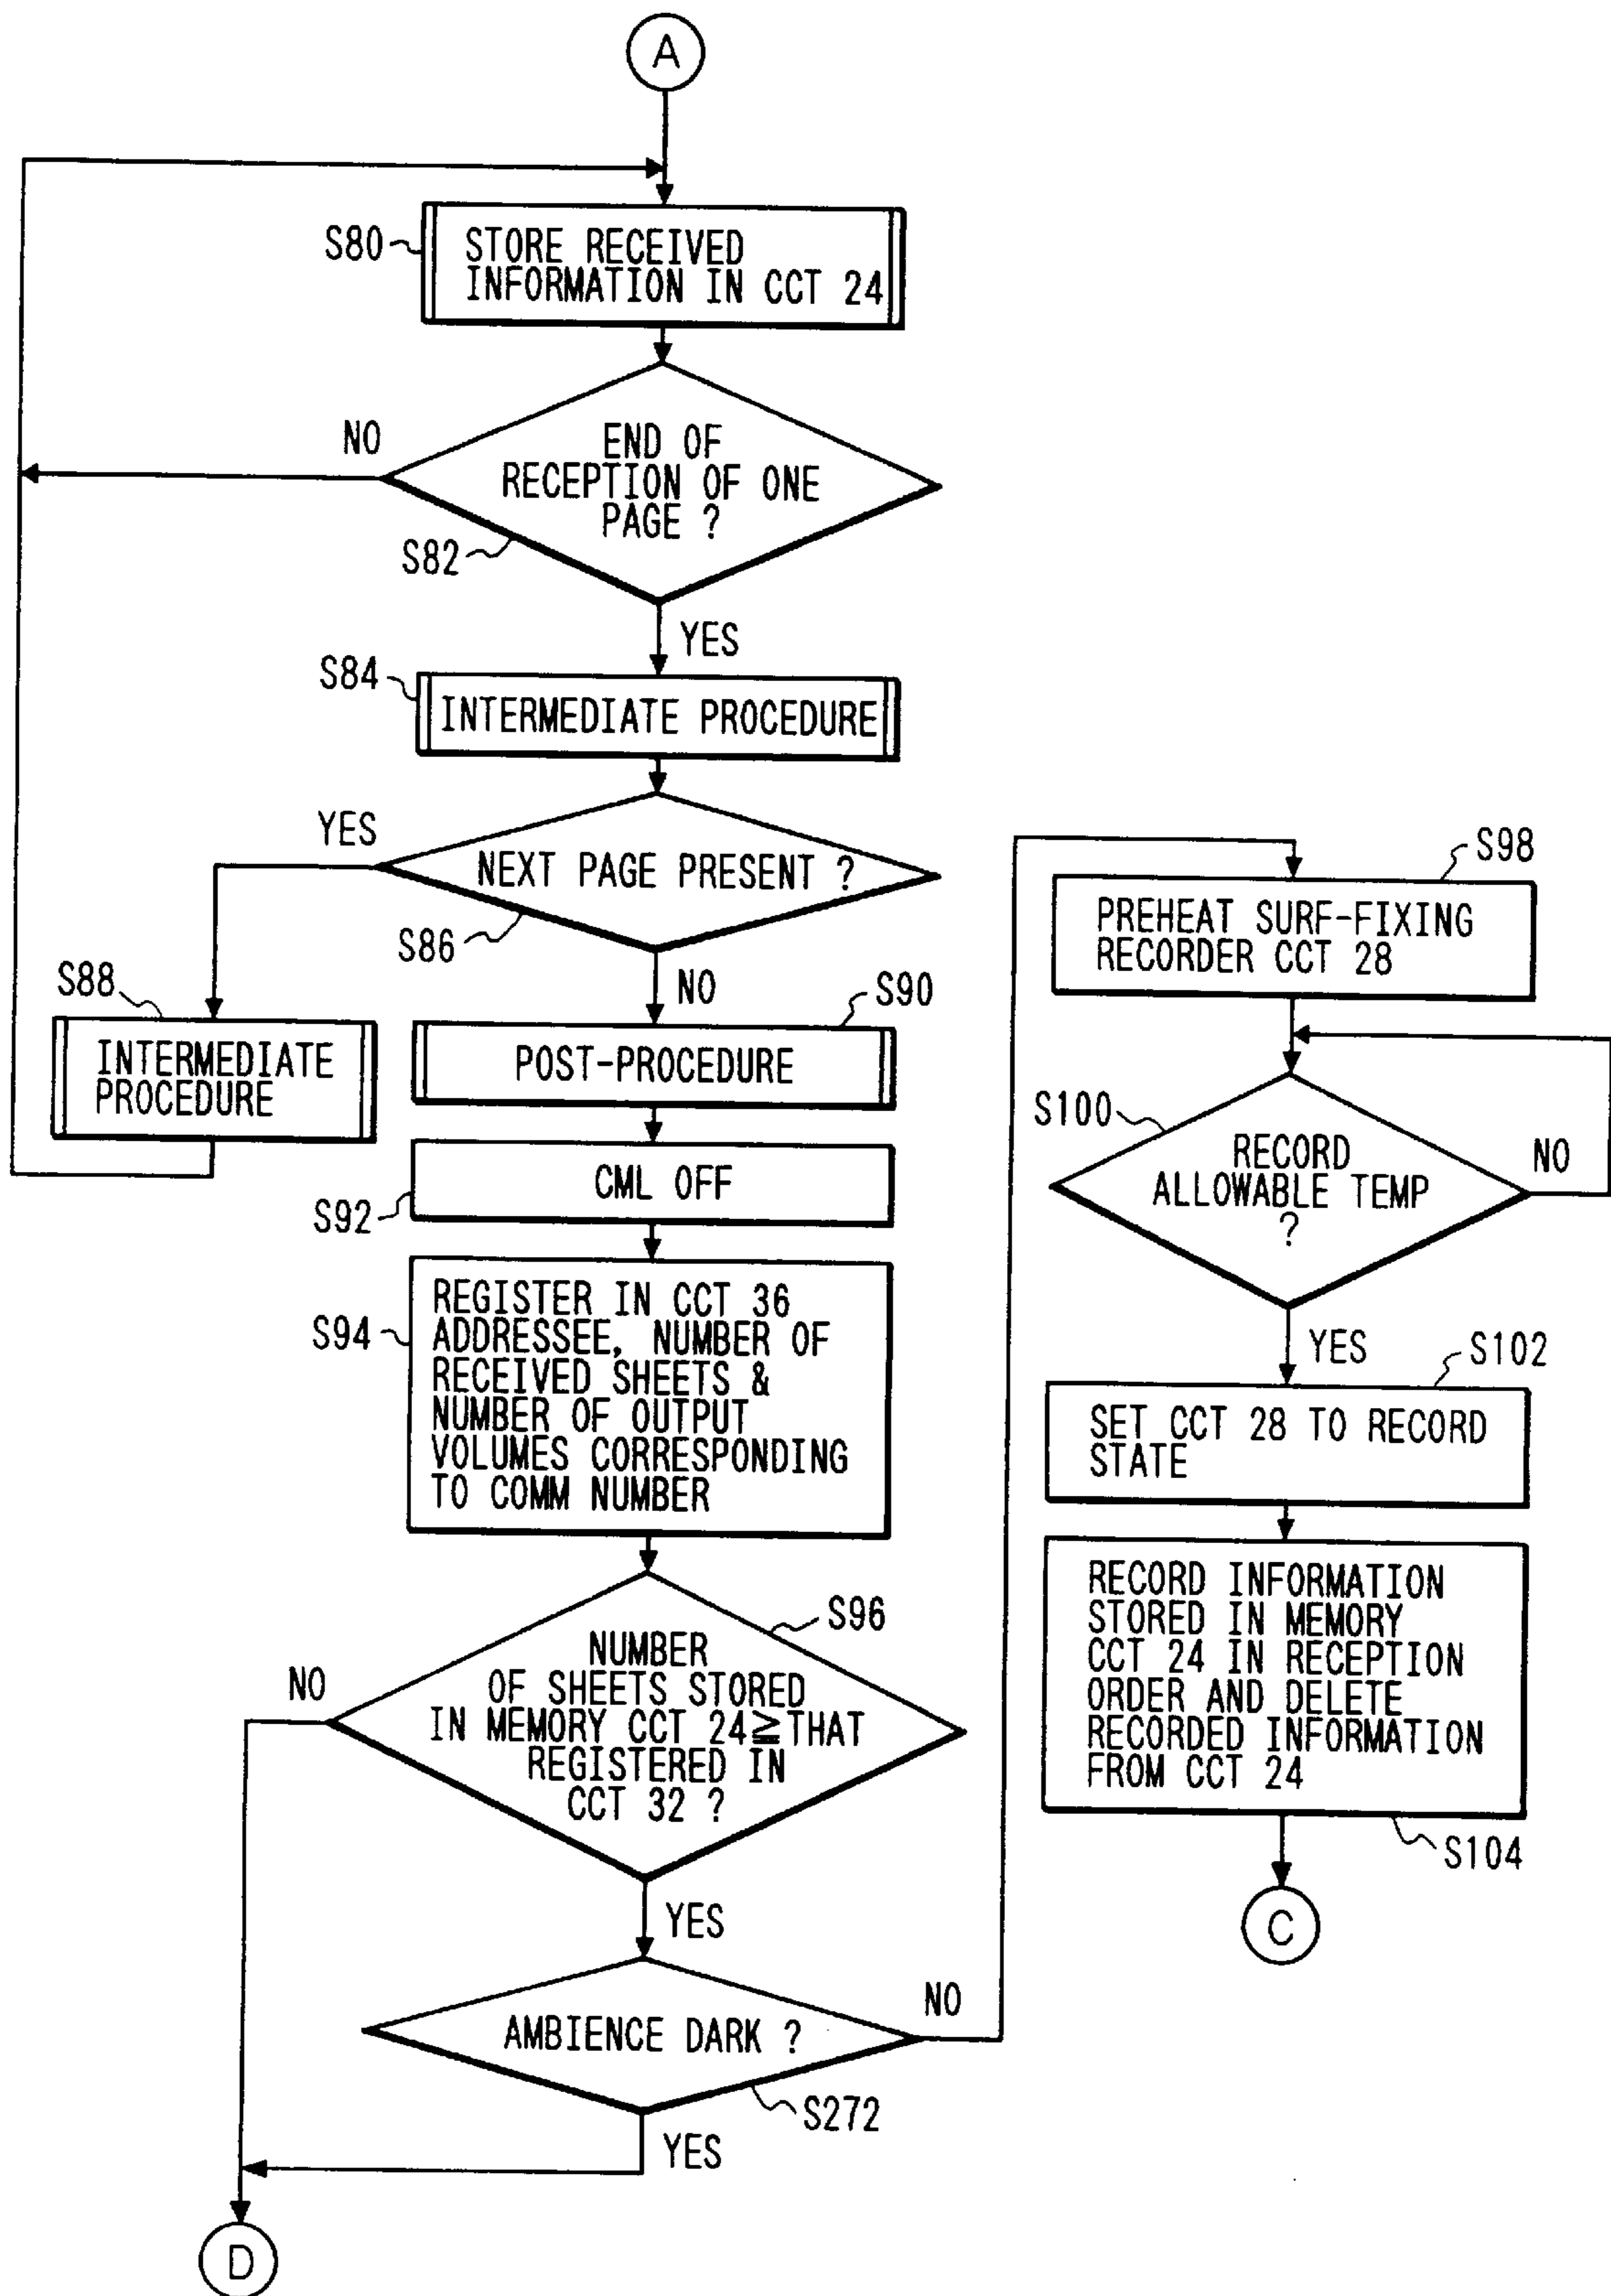 A
S80
STORE RECEIVED
INFORMATION IN CCT 24
NO
END OF
RECEPTION OF ONE
PAGE ?
S82
YES
S84
INTERMEDIATE PROCEDURE
YES
NEXT PAGE PRESENT ?
S86
S88
INTERMEDIATE
PROCEDURE
NO
S90
POST-PROCEDURE
CML OFF
S92
S94
REGISTER IN CCT 36
ADDRESSEE, NUMBER OF
RECEIVED SHEETS &
NUMBER OF OUTPUT
VOLUMES CORRESPONDING
TO COMM NUMBER
S96
NO
NUMBER
OF SHEETS STORED
IN MEMORY CCT 24≧THAT
REGISTERED IN
CCT 32 ?
YES
AMBIENCE DARK ?
NO
S272
YES
D
S98
PREHEAT SURF-FIXING
RECORDER CCT 28
S100
RECORD
ALLOWABLE TEMP
?
NO
YES
S102
SET CCT 28 TO RECORD
STATE
RECORD INFORMATION
STORED IN MEMORY
CCT 24 IN RECEPTION
ORDER AND DELETE
RECORDED INFORMATION
FROM CCT 24
S104
C